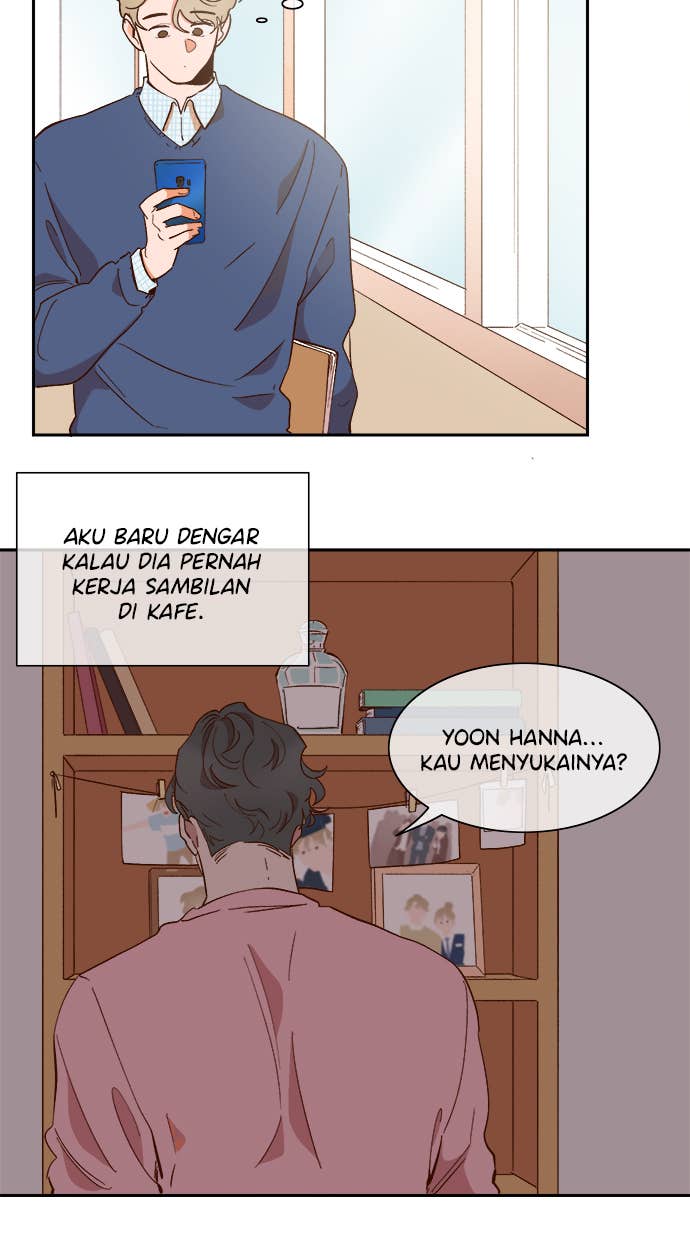 AKU BARU DENGAR
KALAU DIA PERNAH
KERJA SAMBILAN
DI KAFE.
YOON HANNA...
KAU MENYUKAINYA?